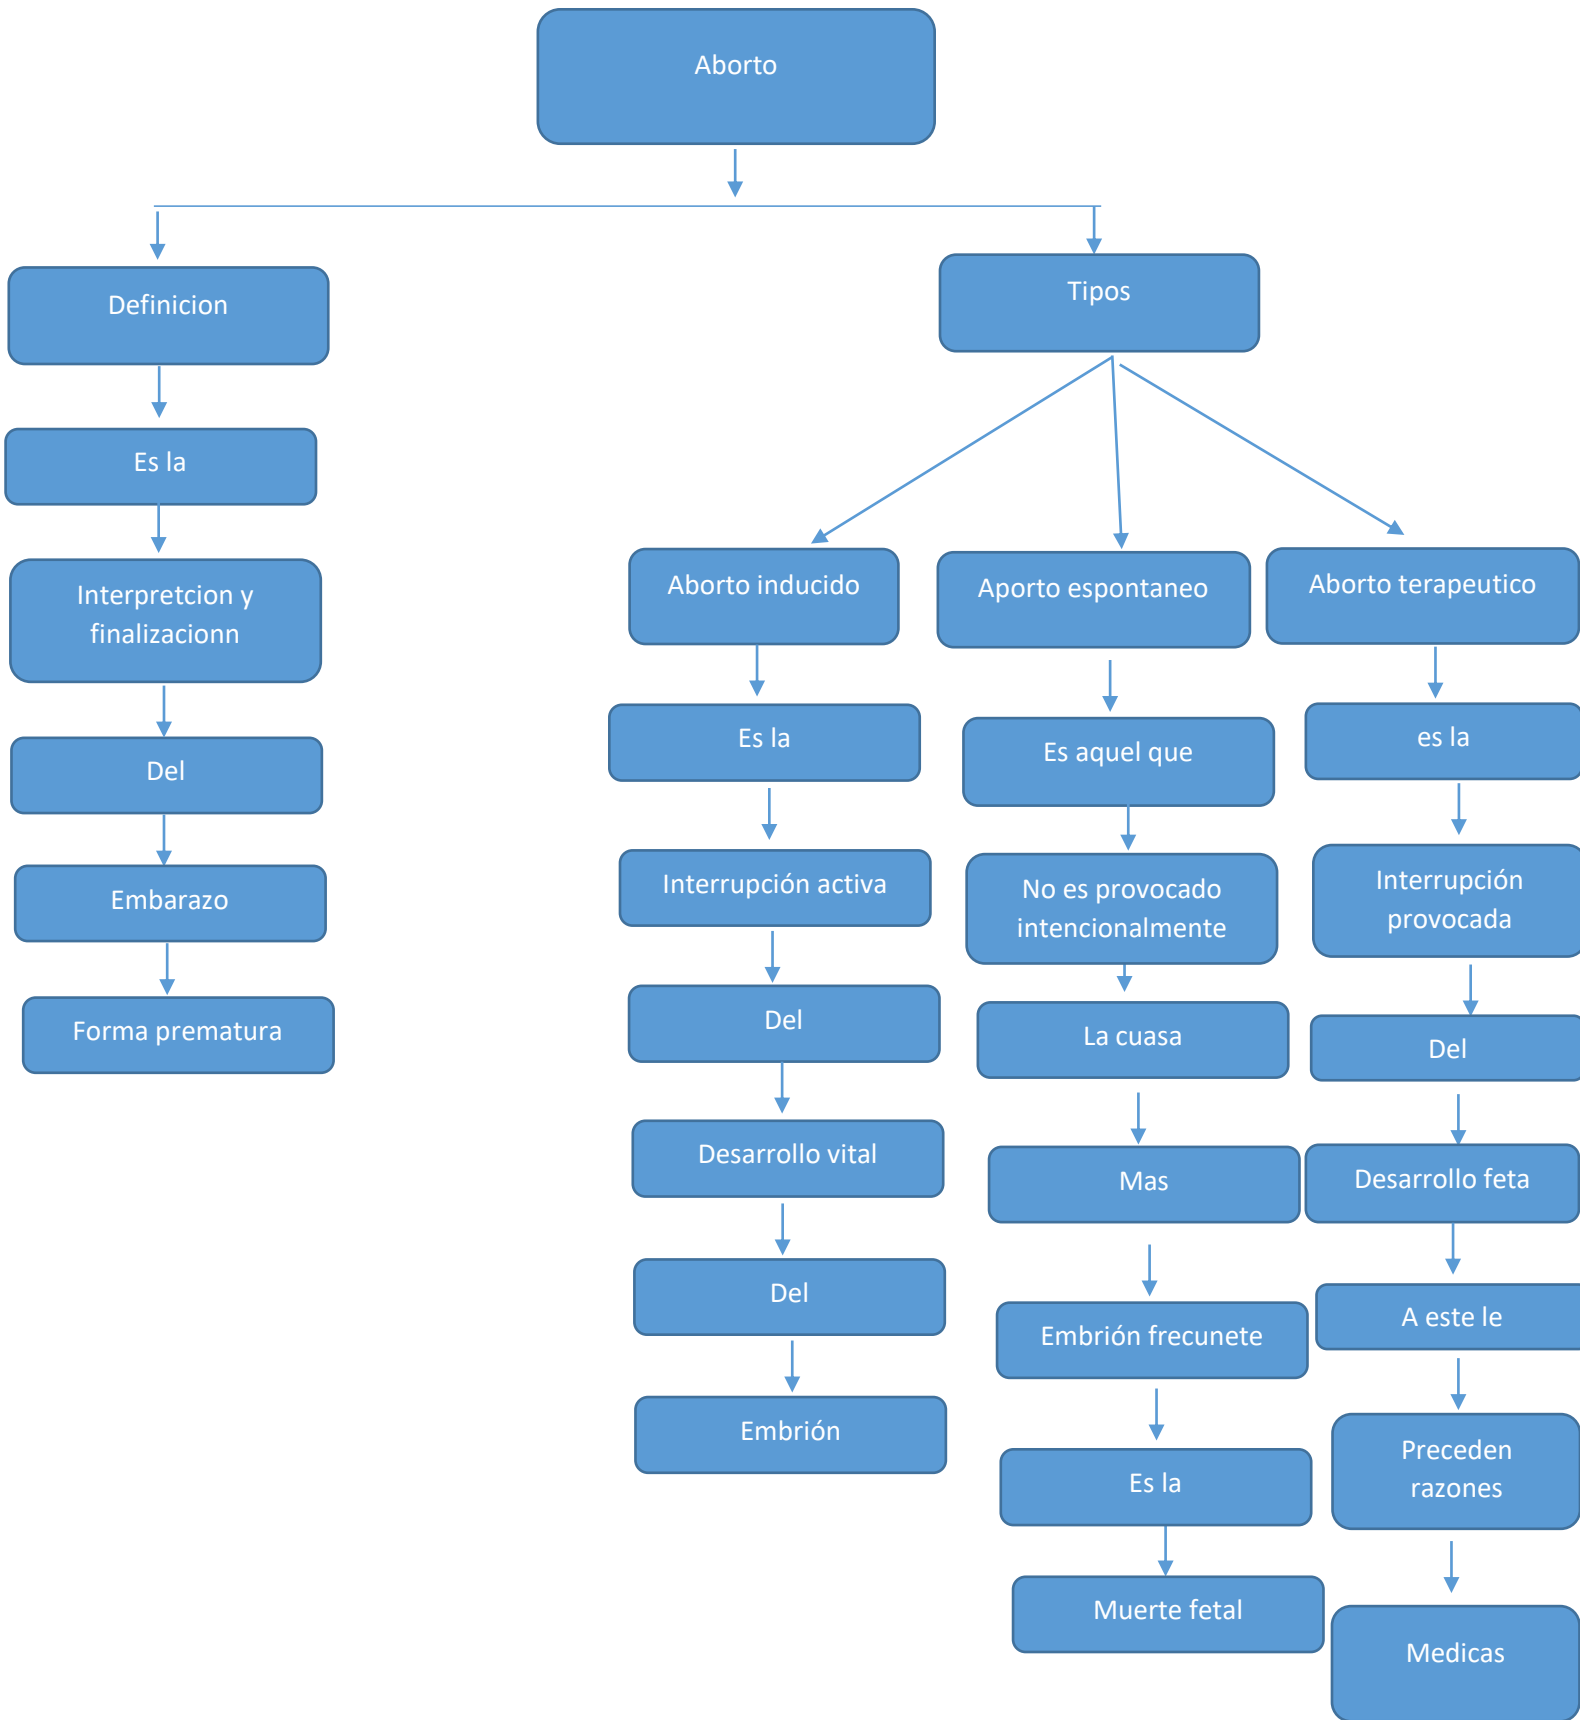 Aborto
Definicion
Es la
Interpretcion y
finalizacionn
Del
Embarazo
Forma prematura
Tipos
Aborto inducido
Es la
Interrupción activa
Del
Desarrollo vital
Del
Embrión
Aporto espontaneo
Es aquel que
No es provocado
intencionalmente
La cuasa
Mas
Embrión frecunete
Es la
Muerte fetal
Aborto terapeutico
es la
Interrupción
provocada
Del
Desarrollo feta
A este le
Preceden
razones
Medicas